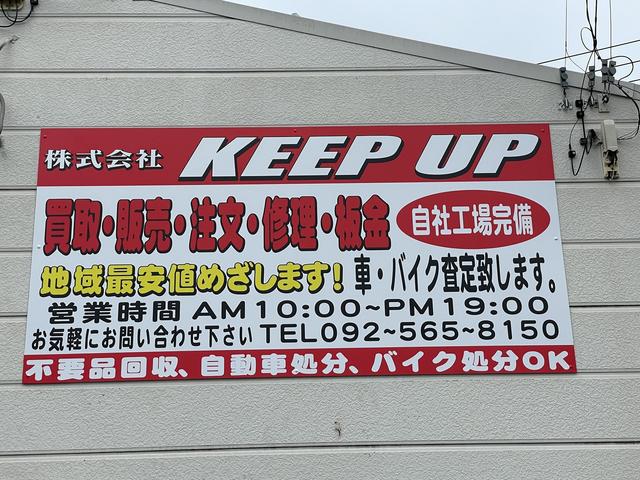 株式会社 KEEP UP
買取・販売・注文・修理・板金 自社工場完備
地域最安値めざします! 車・バイク査定致します。
営業時間 AM10:00~PM19:00
お気軽にお問い合わせ下さい TEL092~565~8150
不要品回収、自動車処分、バイク処分OK